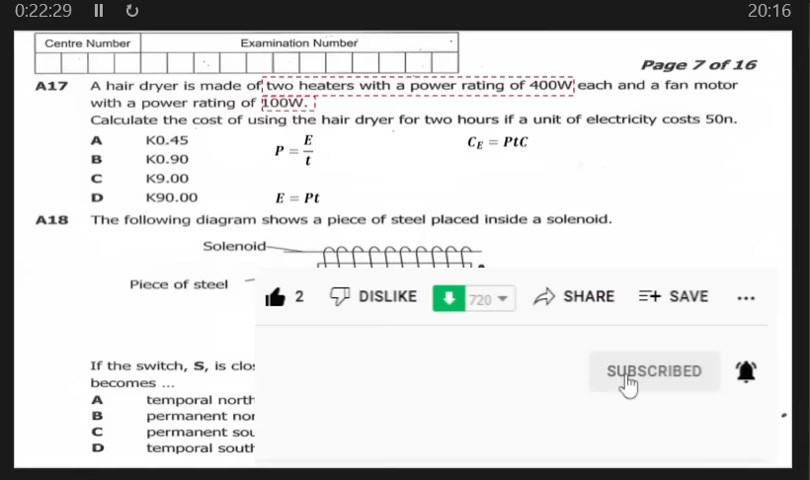 0:22:29
20:16
Centre Number
Examination Number
Page 7 of 16
A17 A hair dryer is made of two heaters with a power rating of 400W each and a fan motor
with a power rating of 100W.
Calculate the cost of using the hair dryer for two hours if a unit of electricity costs 50n.
A K0.45
B K0.90
C K9.00
D K90.00
P = E/t
E = Pt
C_E = PtC
A18 The following diagram shows a piece of steel placed inside a solenoid.
Solenoid
Piece of steel
2 DISLIKE 720 SHARE SAVE
SUBSCRIBED
If the switch, S, is clo
becomes ...
A temporal north
B permanent nor
C permanent sou
D temporal south